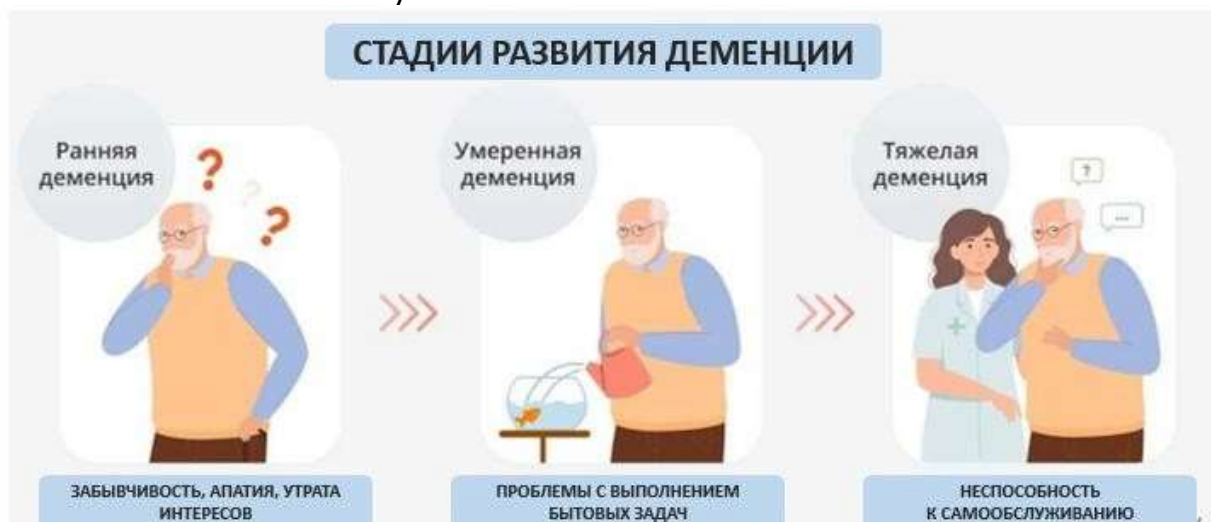 СТАДИИ РАЗВИТИЯ ДЕМЕНЦИИ
Ранняя
деменция
Умеренная
деменция
Тяжелая
деменция
?
?
?
?
...
ЗАБЫВЧИВОСТЬ, АПАТИЯ, УТРАТА
ИНТЕРЕСОВ
ПРОБЛЕМЫ С ВЫПОЛНЕНИЕМ
БЫТОВЫХ ЗАДАЧ
НЕСПОСОБНОСТЬ
К САМООБСЛУЖИВАНИЮ